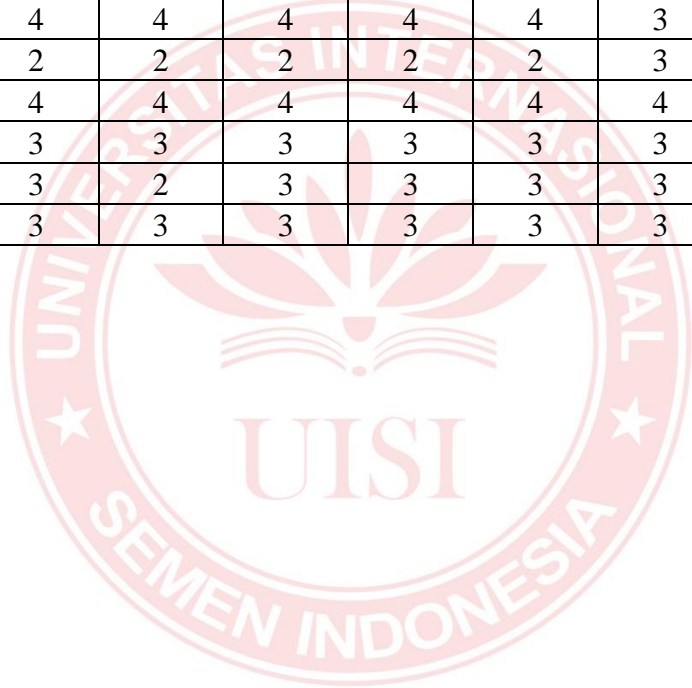 4 4 4 4 4 3
2 2 2 2 2 3
4 4 4 4 4 4
3 3 3 3 3 3
3 2 3 3 3 3
3 3 3 3 3 3
UNIVERSITAS INTERNASIONAL
UISI
SEMEN INDONESIA